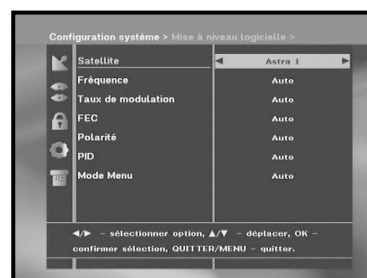 Configuration système > Mise à niveau logicielle >
Satellite ◀ Astra 1 ▶
Fréquence Auto
Taux de modulation Auto
FEC Auto
Polarité Auto
PID Auto
Mode Menu Auto
◀/▶ – sélectionner option, ▲/▼ – déplacer, OK –
confirmer sélection, QUITTER/MENU – quitter.